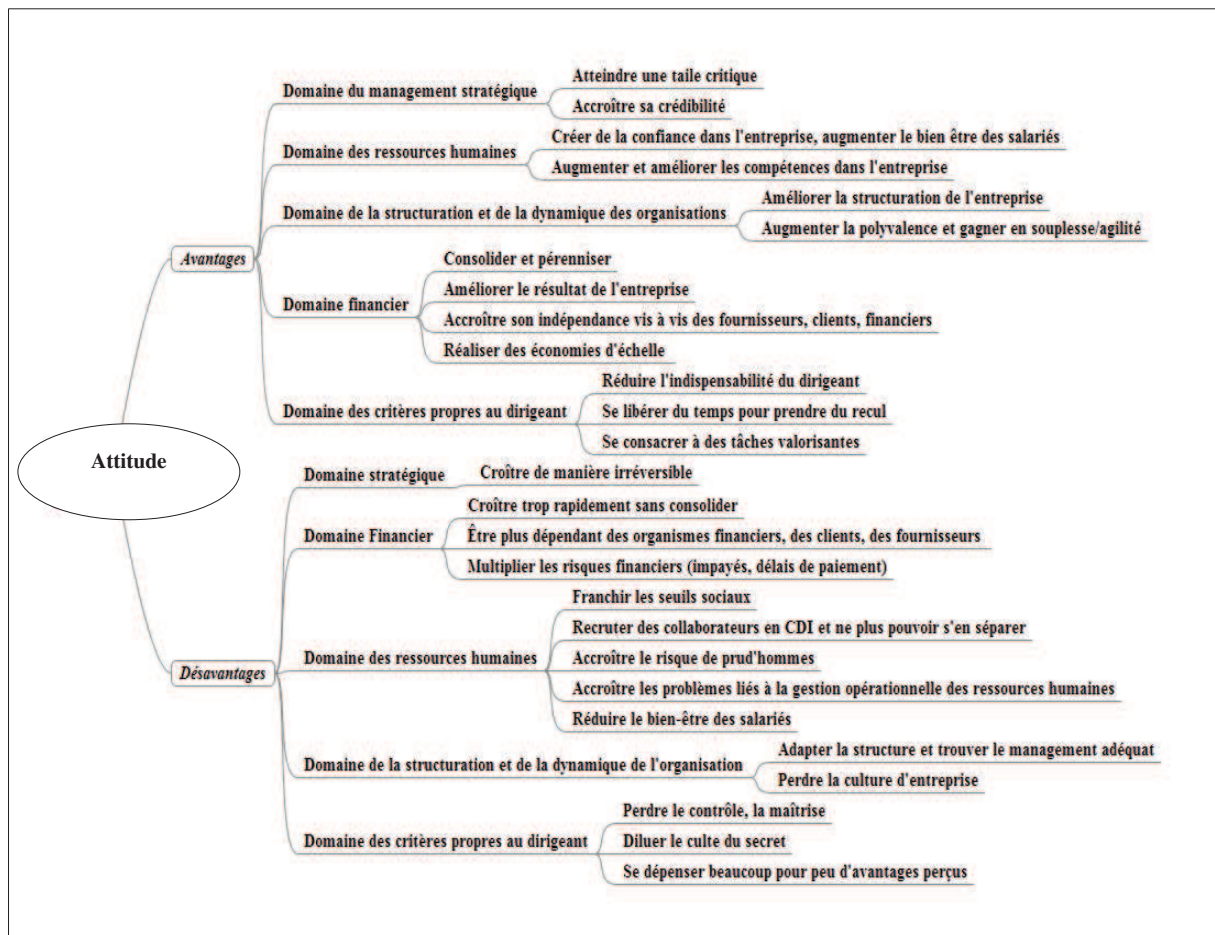 Attitude
Avantages
Domaine du management stratégique
Atteindre une taile critique
Accroître sa crédibilité
Domaine des ressources humaines
Créer de la confiance dans l'entreprise, augmenter le bien être des salariés
Augmenter et améliorer les compétences dans l'entreprise
Domaine de la structuration et de la dynamique des organisations
Améliorer la structuration de l'entreprise
Augmenter la polyvalence et gagner en souplesse/agilité
Domaine financier
Consolider et pérenniser
Améliorer le résultat de l'entreprise
Accroître son indépendance vis à vis des fournisseurs, clients, financiers
Réaliser des économies d'échelle
Domaine des critères propres au dirigeant
Réduire l'indispensabilité du dirigeant
Se libérer du temps pour prendre du recul
Se consacrer à des tâches valorisantes
Désavantages
Domaine stratégique
Croître de manière irréversible
Domaine Financier
Croître trop rapidement sans consolider
Être plus dépendant des organismes financiers, des clients, des fournisseurs
Multiplier les risques financiers (impayés, délais de paiement)
Domaine des ressources humaines
Franchir les seuils sociaux
Recruter des collaborateurs en CDI et ne plus pouvoir s'en séparer
Accroître le risque de prud'hommes
Accroître les problèmes liés à la gestion opérationnelle des ressources humaines
Réduire le bien-être des salariés
Domaine de la structuration et de la dynamique de l'organisation
Adapter la structure et trouver le management adéquat
Perdre la culture d'entreprise
Domaine des critères propres au dirigeant
Perdre le contrôle, la maîtrise
Diluer le culte du secret
Se dépenser beaucoup pour peu d'avantages perçus